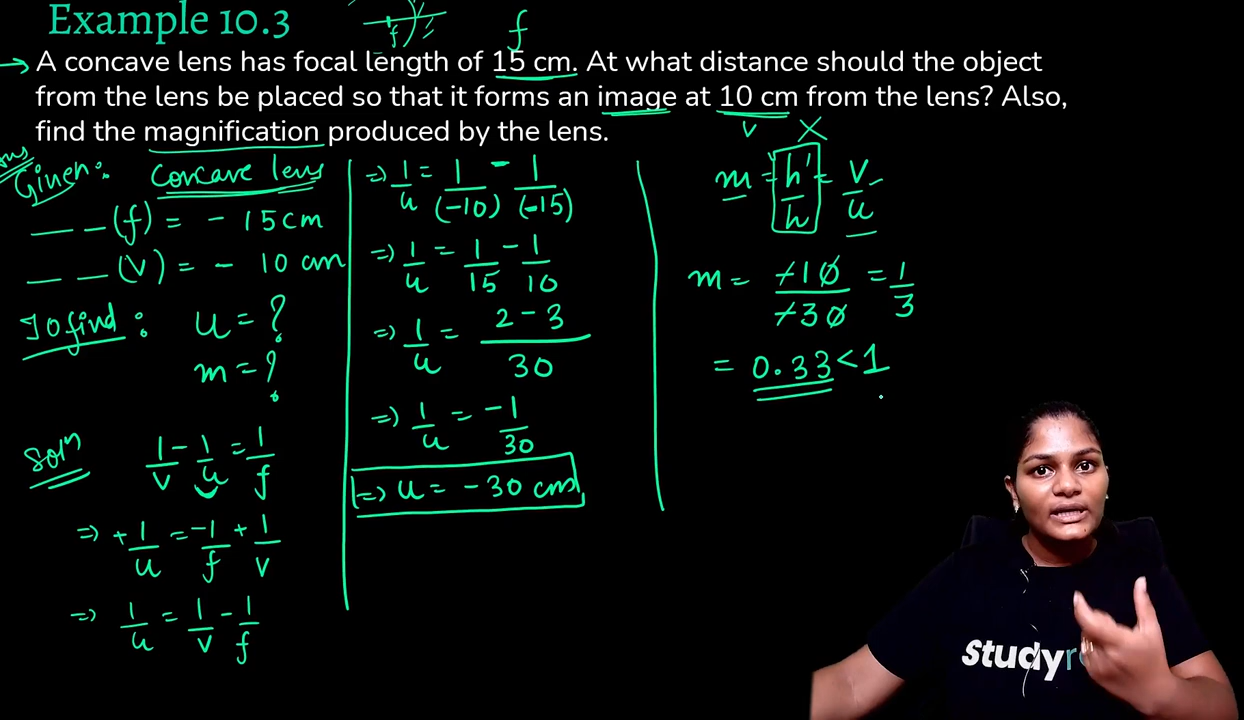 Example 10.3
f
f
→ A concave lens has focal length of 15 cm. At what distance should the object
from the lens be placed so that it forms an image at 10 cm from the lens? Also,
find the magnification produced by the lens.
v X
Ans
Given: concave lens
_ _ (f) = - 15 cm
_ _ (v) = - 10 cm
To find: u = ?
m = ?
Soln 1/v - 1/u = 1/f
=> + 1/u = -1/f + 1/v
=> 1/u = 1/v - 1/f
=> 1/u = 1/(-10) - 1/(-15)
=> 1/u = 1/15 - 1/10
=> 1/u = 2-3/30
=> 1/u = -1/30
=> u = -30 cm
m = h'/h = v/u
m = -10/-30 = 1/3
= 0.33 < 1
Study